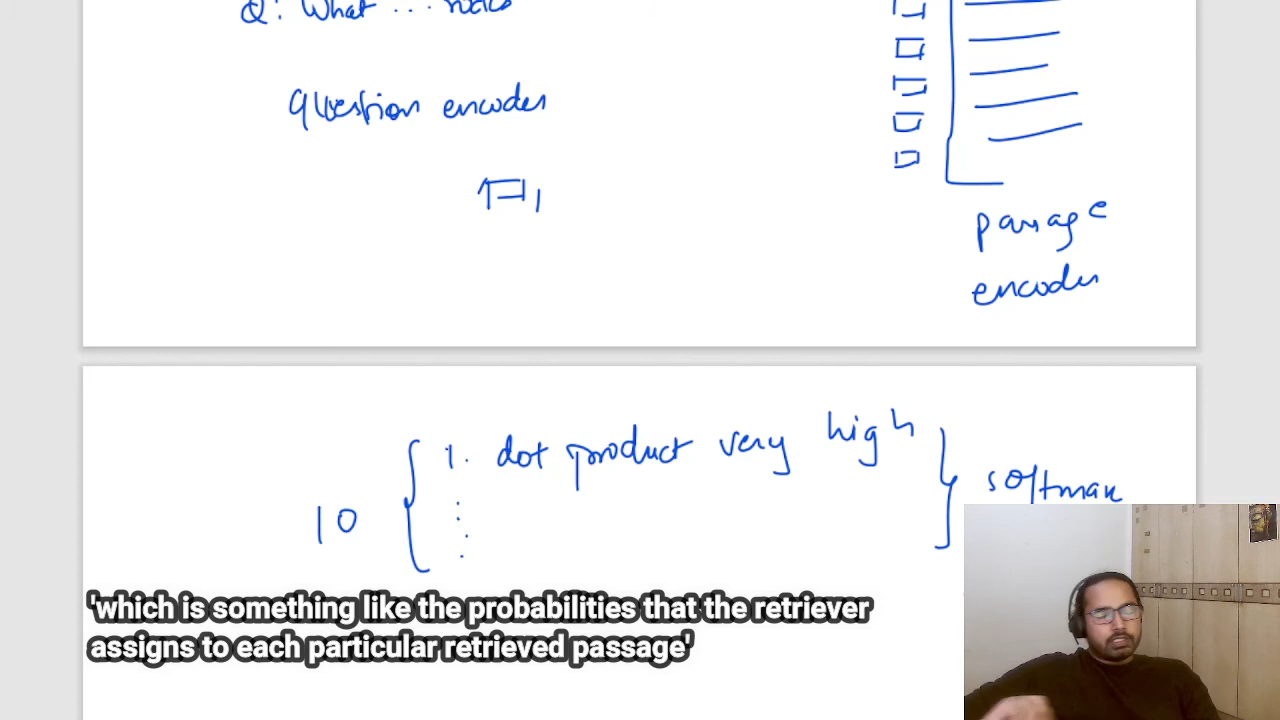 Q: What ... rocks
Question encoder
passage
encoder
1. dot product very high
softmax
10
'which is something like the probabilities that the retriever
assigns to each particular retrieved passage'